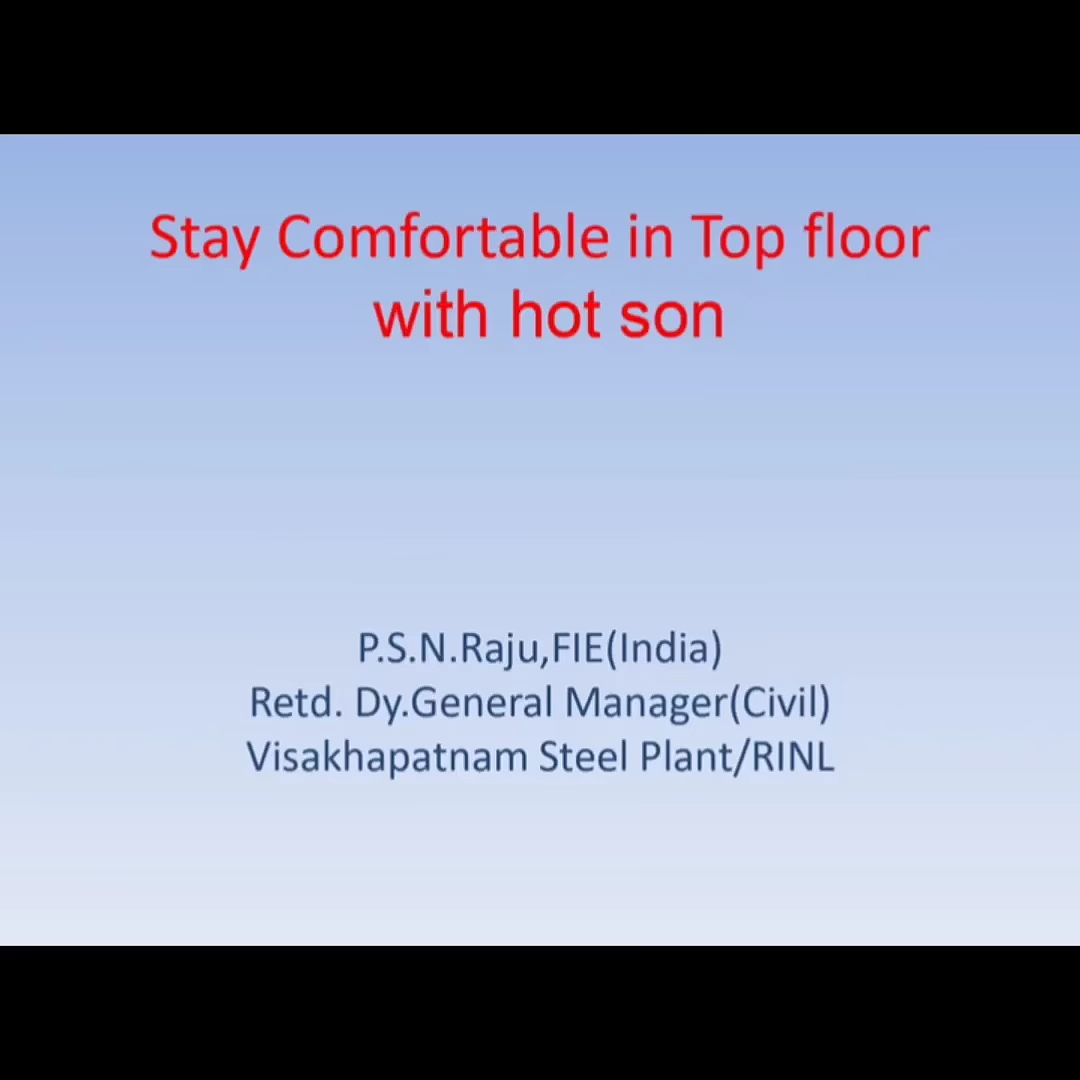 Stay Comfortable in Top floor
with hot son
P.S.N.Raju,FIE(India)
Retd. Dy.General Manager(Civil)
Visakhapatnam Steel Plant/RINL